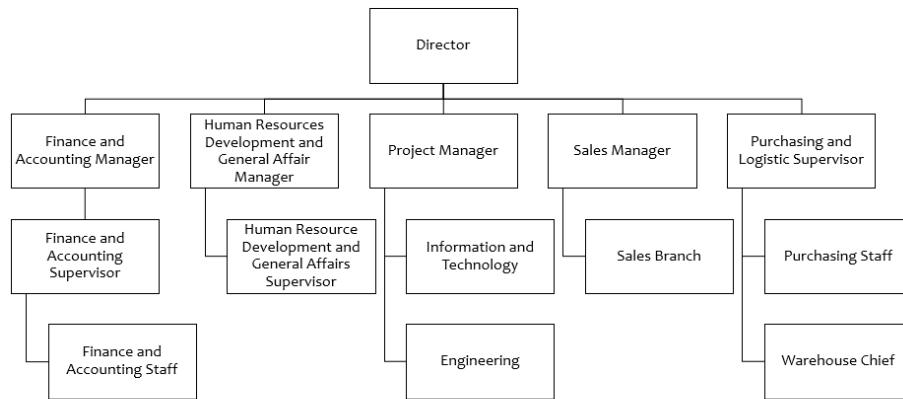 Director
Finance and
Accounting Manager
Human Resources
Development and
General Affair
Manager
Project Manager
Sales Manager
Purchasing and
Logistic Supervisor
Finance and
Accounting
Supervisor
Human Resource
Development and
General Affairs
Supervisor
Information and
Technology
Sales Branch
Purchasing Staff
Finance and
Accounting Staff
Engineering
Warehouse Chief